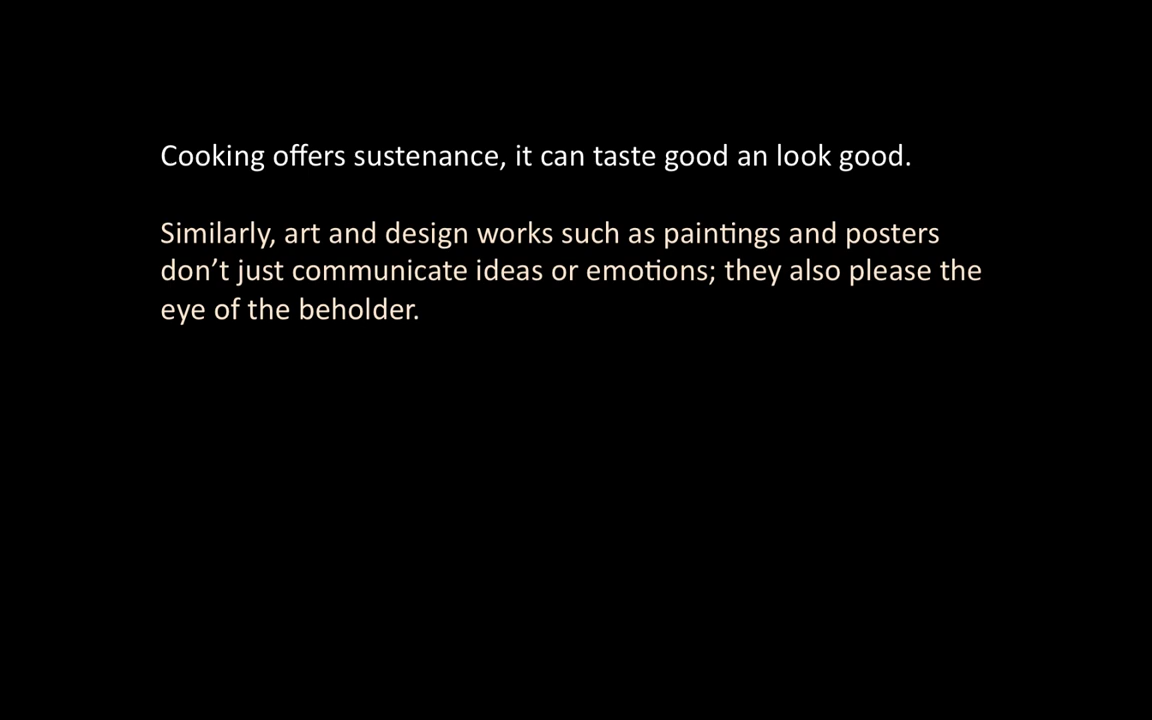 Cooking offers sustenance, it can taste good an look good.
Similarly, art and design works such as paintings and posters
don’t just communicate ideas or emotions; they also please the
eye of the beholder.